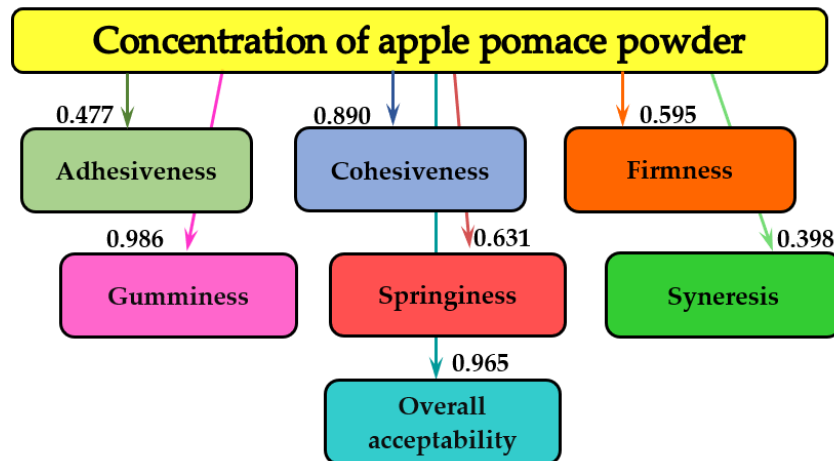 Concentration of apple pomace powder
0.477
0.890
0.595
Adhesiveness
Cohesiveness
Firmness
0.986
0.631
0.398
Gumminess
Springiness
Syneresis
0.965
Overall
acceptability